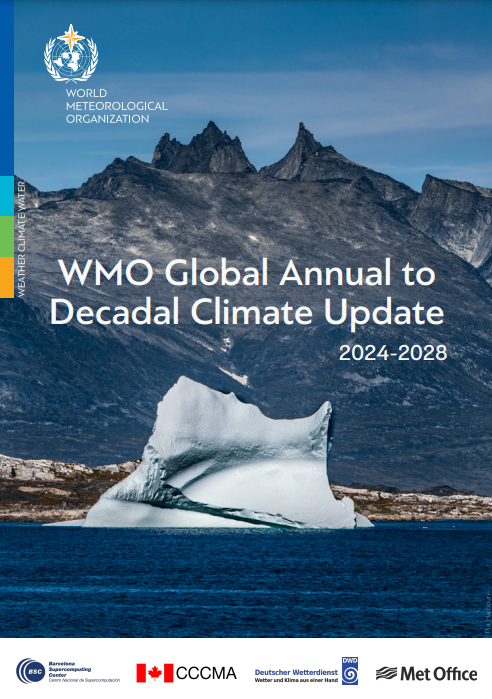 WORLD
METEOROLOGICAL
ORGANIZATION
WEATHER CLIMATE WATER
WMO Global Annual to
Decadal Climate Update
2024-2028
BSC
Barcelona
Supercomputing
Center
Centro Nacional de Supercomputación
CCCMA
Deutscher Wetterdienst
Wetter und Klima aus einer Hand
DWD
Met Office